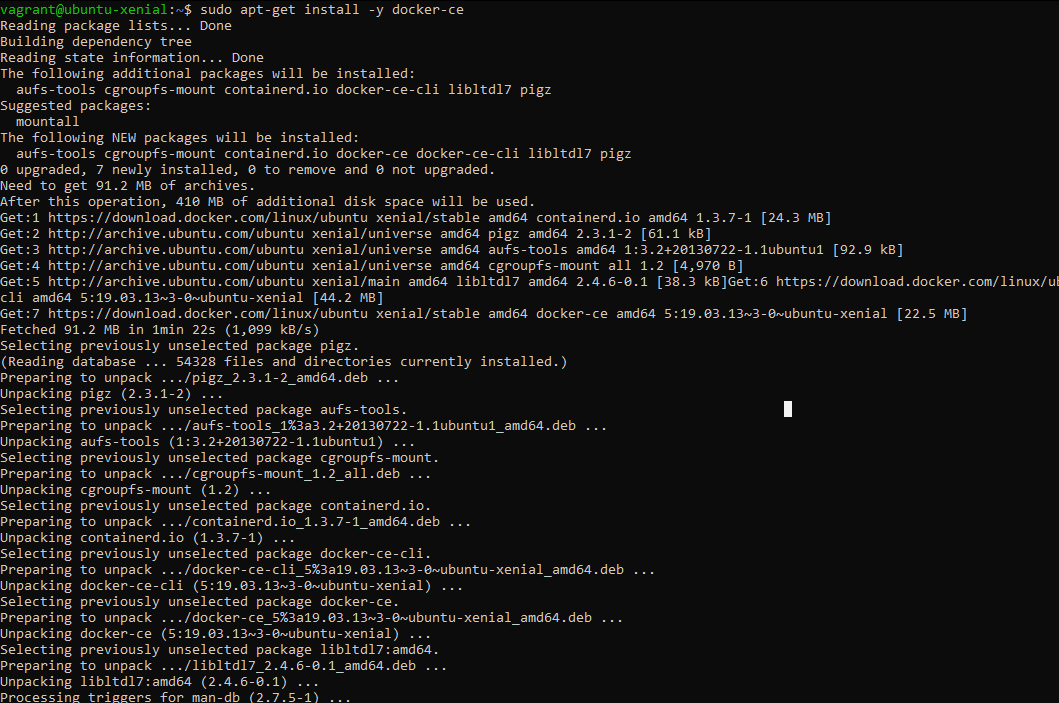 vagrant@ubuntu-xenial:~$ sudo apt-get install -y docker-ce
Reading package lists... Done
Building dependency tree
Reading state information... Done
The following additional packages will be installed:
  aufs-tools cgroupfs-mount containerd.io docker-ce-cli libltdl7 pigz
Suggested packages:
  mountall
The following NEW packages will be installed:
  aufs-tools cgroupfs-mount containerd.io docker-ce docker-ce-cli libltdl7 pigz
0 upgraded, 7 newly installed, 0 to remove and 0 not upgraded.
Need to get 91.2 MB of archives.
After this operation, 410 MB of additional disk space will be used.
Get:1 https://download.docker.com/linux/ubuntu xenial/stable amd64 containerd.io amd64 1.3.7-1 [24.3 MB]
Get:2 http://archive.ubuntu.com/ubuntu xenial/universe amd64 pigz amd64 2.3.1-2 [61.1 kB]
Get:3 http://archive.ubuntu.com/ubuntu xenial/universe amd64 aufs-tools amd64 1:3.2+20130722-1.1ubuntu1 [92.9 kB]
Get:4 http://archive.ubuntu.com/ubuntu xenial/universe amd64 cgroupfs-mount all 1.2 [4,970 B]
Get:5 http://archive.ubuntu.com/ubuntu xenial/main amd64 libltdl7 amd64 2.4.6-0.1 [38.3 kB]Get:6 https://download.docker.com/linux/ub
cli amd64 5:19.03.13~3-0~ubuntu-xenial [44.2 MB]
Get:7 https://download.docker.com/linux/ubuntu xenial/stable amd64 docker-ce amd64 5:19.03.13~3-0~ubuntu-xenial [22.5 MB]
Fetched 91.2 MB in 1min 22s (1,099 kB/s)
Selecting previously unselected package pigz.
(Reading database ... 54328 files and directories currently installed.)
Preparing to unpack .../pigz_2.3.1-2_amd64.deb ...
Unpacking pigz (2.3.1-2) ...
Selecting previously unselected package aufs-tools.
Preparing to unpack .../aufs-tools_1%3a3.2+20130722-1.1ubuntu1_amd64.deb ...
Unpacking aufs-tools (1:3.2+20130722-1.1ubuntu1) ...
Selecting previously unselected package cgroupfs-mount.
Preparing to unpack .../cgroupfs-mount_1.2_all.deb ...
Unpacking cgroupfs-mount (1.2) ...
Selecting previously unselected package containerd.io.
Preparing to unpack .../containerd.io_1.3.7-1_amd64.deb ...
Unpacking containerd.io (1.3.7-1) ...
Selecting previously unselected package docker-ce-cli.
Preparing to unpack .../docker-ce-cli_5%3a19.03.13~3-0~ubuntu-xenial_amd64.deb ...
Unpacking docker-ce-cli (5:19.03.13~3-0~ubuntu-xenial) ...
Selecting previously unselected package docker-ce.
Preparing to unpack .../docker-ce_5%3a19.03.13~3-0~ubuntu-xenial_amd64.deb ...
Unpacking docker-ce (5:19.03.13~3-0~ubuntu-xenial) ...
Selecting previously unselected package libltdl7:amd64.
Preparing to unpack .../libltdl7_2.4.6-0.1_amd64.deb ...
Unpacking libltdl7:amd64 (2.4.6-0.1) ...
Processing triggers for man-db (2.7.5-1) ...